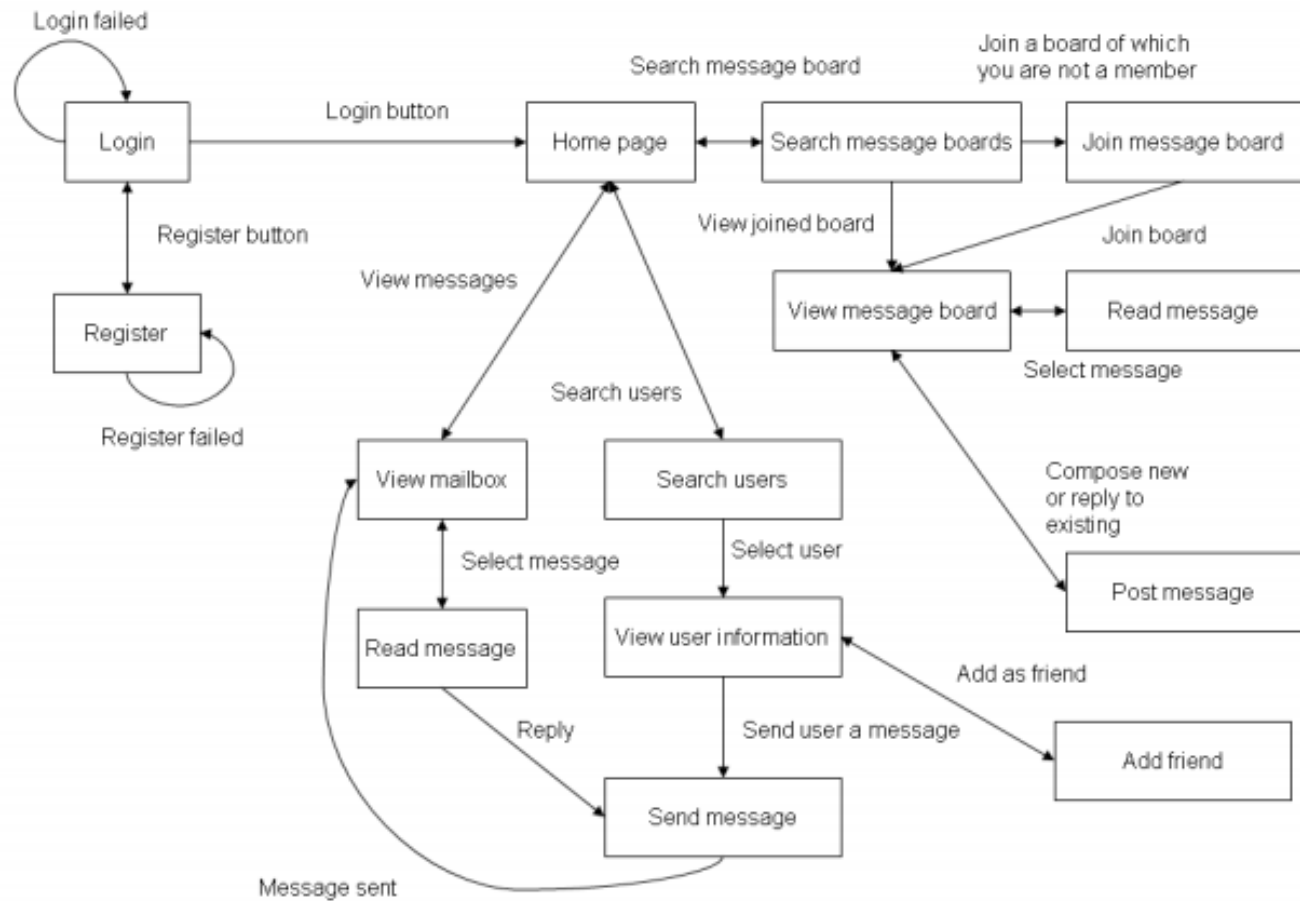 Login failed
Join a board of which
you are not a member
Search message board
Login button
Login
Home page
Search message boards
Join message board
View joined board
Register button
Join board
View messages
View message board
Read message
Register
Select message
Search users
Register failed
View mailbox
Search users
Compose new
or reply to
existing
Select user
Select message
Post message
View user information
Read message
Add as friend
Reply
Send user a message
Add friend
Send message
Message sent